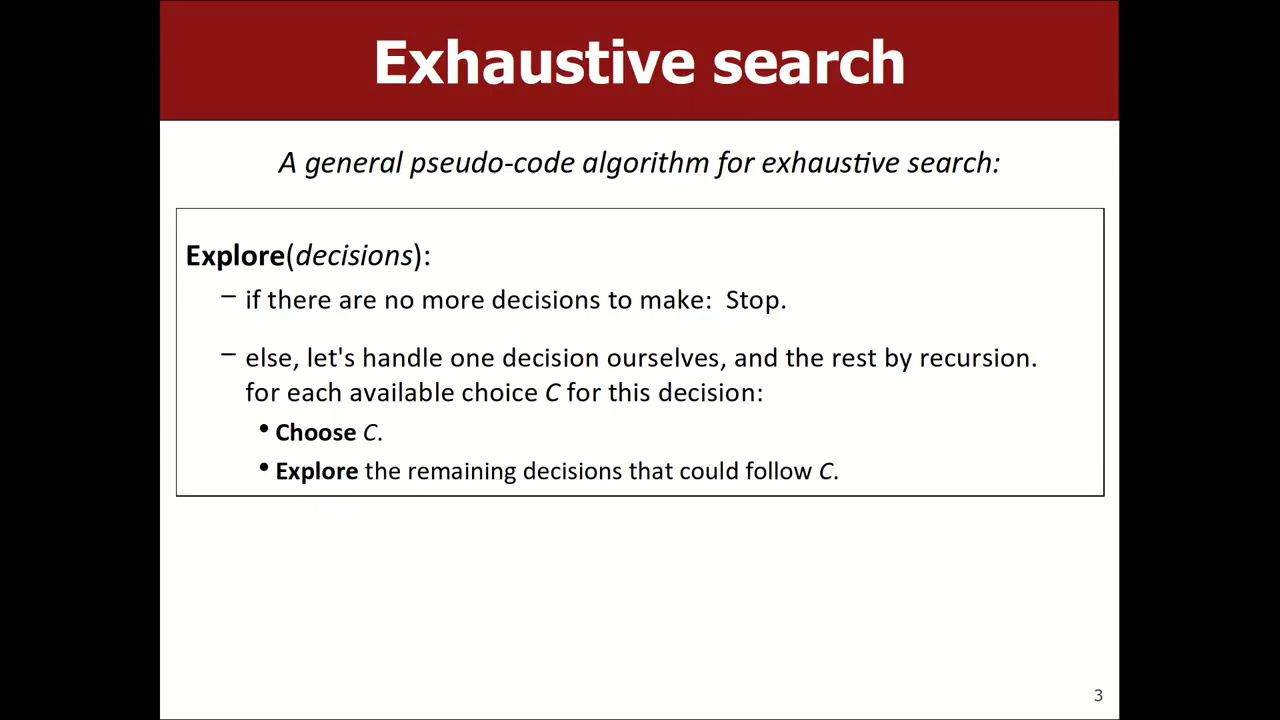 Exhaustive search
A general pseudo-code algorithm for exhaustive search:
Explore(decisions):
– if there are no more decisions to make:  Stop.
– else, let's handle one decision ourselves, and the rest by recursion.
for each available choice C for this decision:
• Choose C.
• Explore the remaining decisions that could follow C.
3